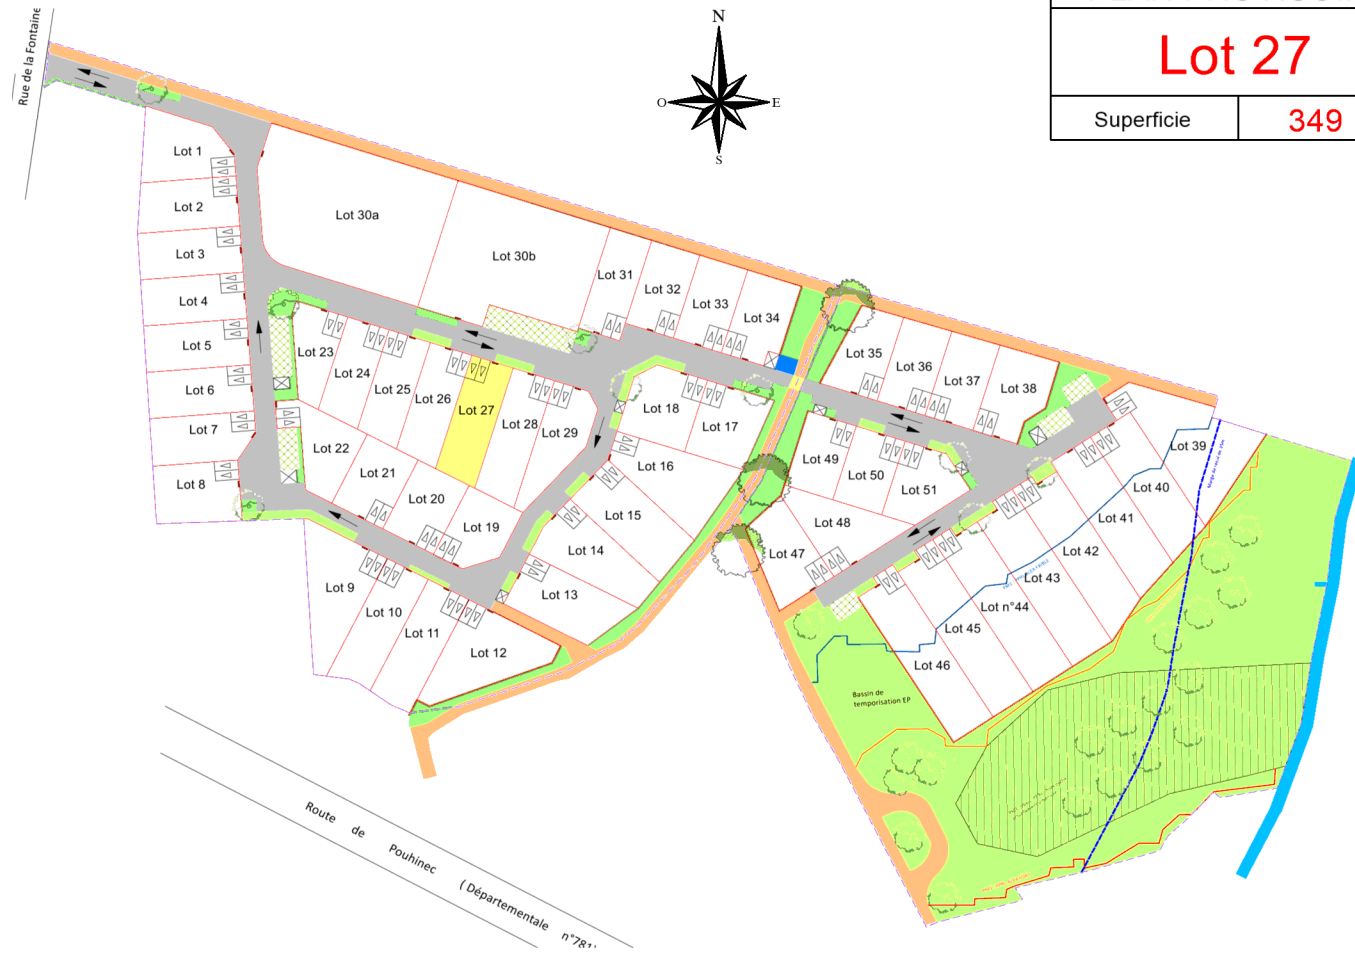 Lot 27
Superficie
349
Rue de la Fontaine
N
O
E
S
Lot 1
Lot 2
Lot 3
Lot 4
Lot 5
Lot 6
Lot 7
Lot 8
Lot 30a
Lot 30b
Lot 31
Lot 32
Lot 33
Lot 34
Lot 35
Lot 36
Lot 37
Lot 38
Lot 23
Lot 24
Lot 25
Lot 26
Lot 27
Lot 28
Lot 29
Lot 18
Lot 17
Lot 22
Lot 21
Lot 20
Lot 19
Lot 16
Lot 15
Lot 14
Lot 13
Lot 49
Lot 50
Lot 51
Lot 48
Lot 47
Lot 39
Lot 40
Lot 41
Lot 42
Lot 43
Lot n°44
Lot 45
Lot 46
Lot 9
Lot 10
Lot 11
Lot 12
Bassin de
temporisation EP
Route de Pouhinec (Départementale n°781)